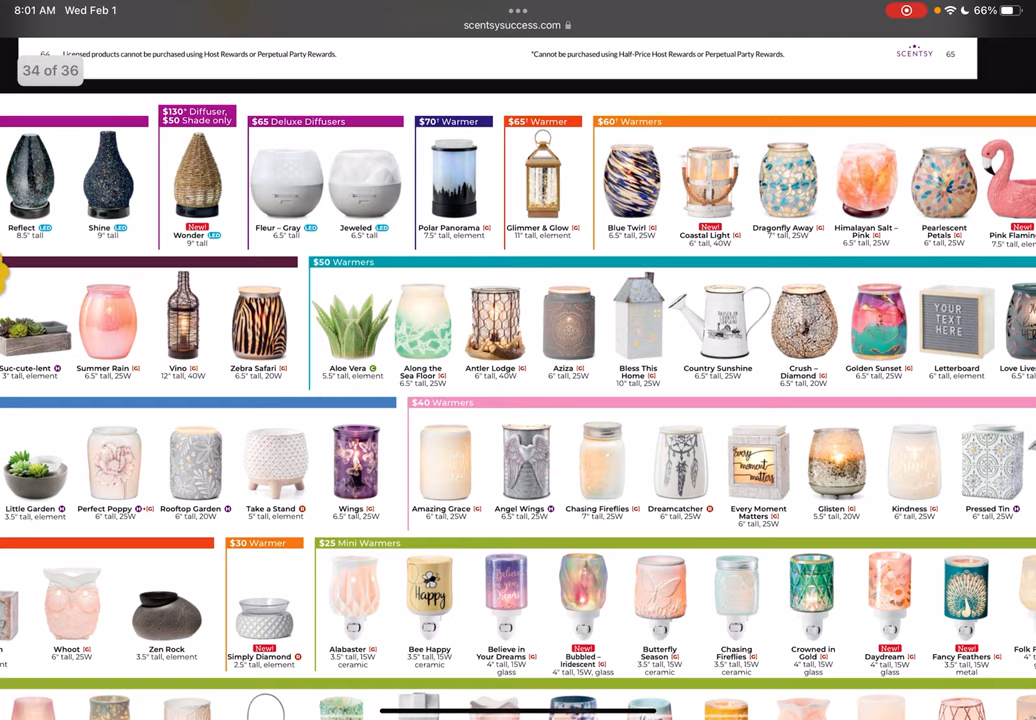 8:01 AM Wed Feb 1
66%
scentsysuccess.com
64 Licensed products cannot be purchased using Host Rewards or Perpetual Party Rewards.
*Cannot be purchased using Half-Price Host Rewards or Perpetual Party Rewards.
SCENTSY 65
34 of 36
$130* Diffuser,
$50 Shade only
$65 Deluxe Diffusers
$70† Warmer
$65† Warmer
$60† Warmers
Reflect LED
8.5" tall
Shine LED
9" tall
New!
Wonder LED
9" tall
Fleur – Gray LED
6.5" tall
Jeweled LED
6.5" tall
Polar Panorama [G]
7.5" tall, element
Glimmer & Glow [G]
11" tall, element
Blue Twirl [G]
6.5" tall, 25W
New!
Coastal Light [G]
6" tall, 40W
Dragonfly Away [G]
7" tall, 25W
Himalayan Salt –
Pink [G]
6.5" tall, 25W
Pearlescent
Petals [G]
6" tall, 25W
New!
Pink Flamin
7.5" tall, ele
$50 Warmers
Suc-cute-lent H
3" tall, element
Summer Rain [G]
6.5" tall, 25W
Vino [G]
12" tall, 40W
Zebra Safari [G]
6.5" tall, 20W
Aloe Vera C
5.5" tall, element
Along the
Sea Floor [G]
6.5" tall, 25W
Antler Lodge [G]
6" tall, 40W
Aziza [G]
6" tall, 25W
Bless This
Home [G]
10" tall, 25W
Country Sunshine
6" tall, 25W
Crush –
Diamond [G]
6.5" tall, 20W
Golden Sunset [G]
6.5" tall, 25W
YOUR
TEXT
HERE
Letterboard
6" tall, element
Love Live
6.5" ta
$40 Warmers
Little Garden H
3.5" tall, element
Perfect Poppy H+[G]
6" tall, 25W
Rooftop Garden H
6" tall, 20W
Take a Stand R
5" tall, element
Wings [G]
6.5" tall, 25W
Amazing Grace [G]
6" tall, 25W
Angel Wings H
6.5" tall, 25W
Chasing Fireflies [G]
7" tall, 25W
Dreamcatcher R
6" tall, 25W
Every
moment
matters
Every Moment
Matters [G]
6" tall, 25W
Glisten [G]
5.5" tall, 20W
Kindness [G]
6" tall, 25W
Pressed Tin H
6" tall, 25W
$30 Warmer
$25 Mini Warmers
Whoot [G]
6" tall, 25W
Zen Rock
3.5" tall, element
New!
Simply Diamond R
2.5" tall, element
Alabaster [G]
3.5" tall, 15W
ceramic
Happy
Bee Happy
3.5" tall, 15W
ceramic
Believe in
Your Dreams [G]
4" tall, 15W
glass
New!
Bubbled –
Iridescent [G]
4" tall, 15W, glass
Butterfly
Season [G]
3.5" tall, 15W
ceramic
Chasing
Fireflies [G]
3.5" tall, 15W
ceramic
Crowned in
Gold [G]
4" tall, 15W
glass
New!
Daydream [G]
4" tall, 15W
glass
New!
Fancy Feathers [G]
3.5" tall, 15W
metal
Folk F